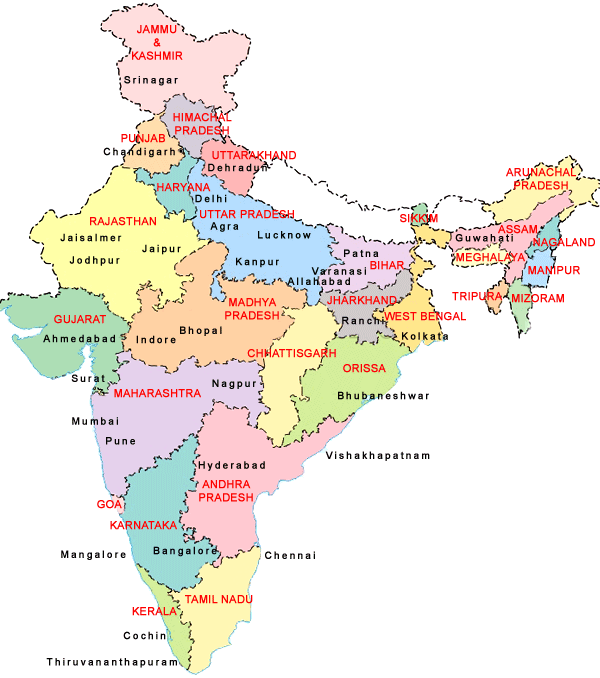 JAMMU
&
KASHMIR
Srinagar
HIMACHAL
PRADESH
PUNJAB
Chandigarh
UTTARAKHAND
Dehradun
HARYANA
Delhi
ARUNACHAL
PRADESH
RAJASTHAN
UTTAR PRADESH
SIKKIM
Agra
Jaisalmer
Lucknow
Jaipur
Jodhpur
ASSAM
Guwahati
NAGALAND
Patna
MEGHALAYA
Kanpur
BIHAR
Varanasi
MANIPUR
Allahabad
TRIPURA
MIZORAM
MADHYA
PRADESH
JHARKHAND
GUJARAT
WEST BENGAL
Ranchi
Bhopal
Ahmedabad
Indore
Kolkata
CHHATTISGARH
ORISSA
Surat
Nagpur
MAHARASHTRA
Bhubaneshwar
Mumbai
Pune
Vishakhapatnam
Hyderabad
ANDHRA
PRADESH
GOA
KARNATAKA
Mangalore
Bangalore
Chennai
TAMIL NADU
KERALA
Cochin
Thiruvananthapuram